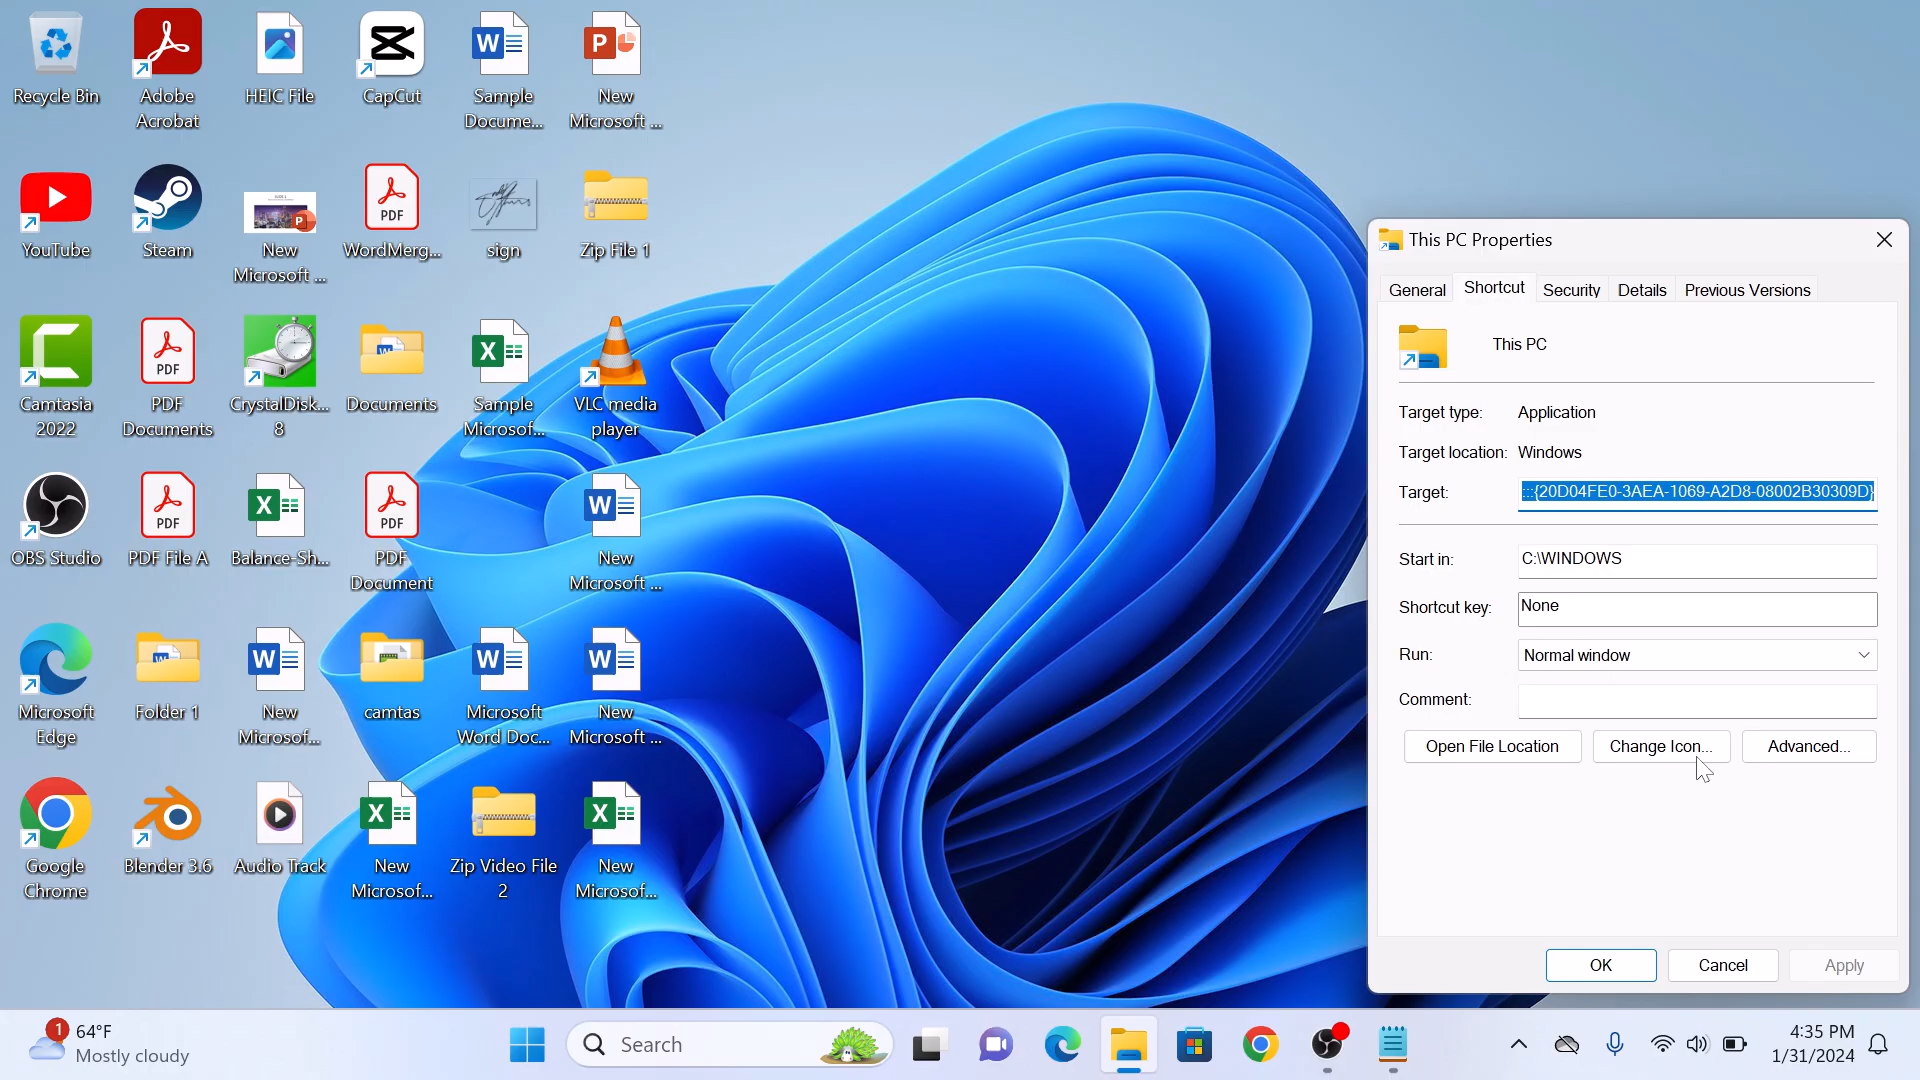 Recycle Bin
Adobe
Acrobat
HEIC File
CapCut
Sample
Docume...
New
Microsoft ...
YouTube
Steam
New
Microsoft ...
WordMerg...
sign
Zip File 1
Camtasia
2022
PDF
PDF
Documents
CrystalDisk...
8
Documents
Sample
Microsof...
VLC media
player
OBS Studio
PDF
PDF File A
Balance-Sh...
PDF
PDF
Document
New
Microsoft ...
Microsoft
Edge
Folder 1
New
Microsof...
camtas
Microsoft
Word Doc...
New
Microsoft ...
Google
Chrome
Blender 3.6
Audio Track
New
Microsof...
Zip Video File
2
New
Microsof...
This PC Properties
General
Shortcut
Security
Details
Previous Versions
This PC
Target type:
Application
Target location:
Windows
Target:
:::{20D04FE0-3AEA-1069-A2D8-08002B30309D}
Start in:
C:\WINDOWS
Shortcut key:
None
Run:
Normal window
Comment:
Open File Location
Change Icon...
Advanced...
OK
Cancel
Apply
1
64°F
Mostly cloudy
Search
4:35 PM
1/31/2024